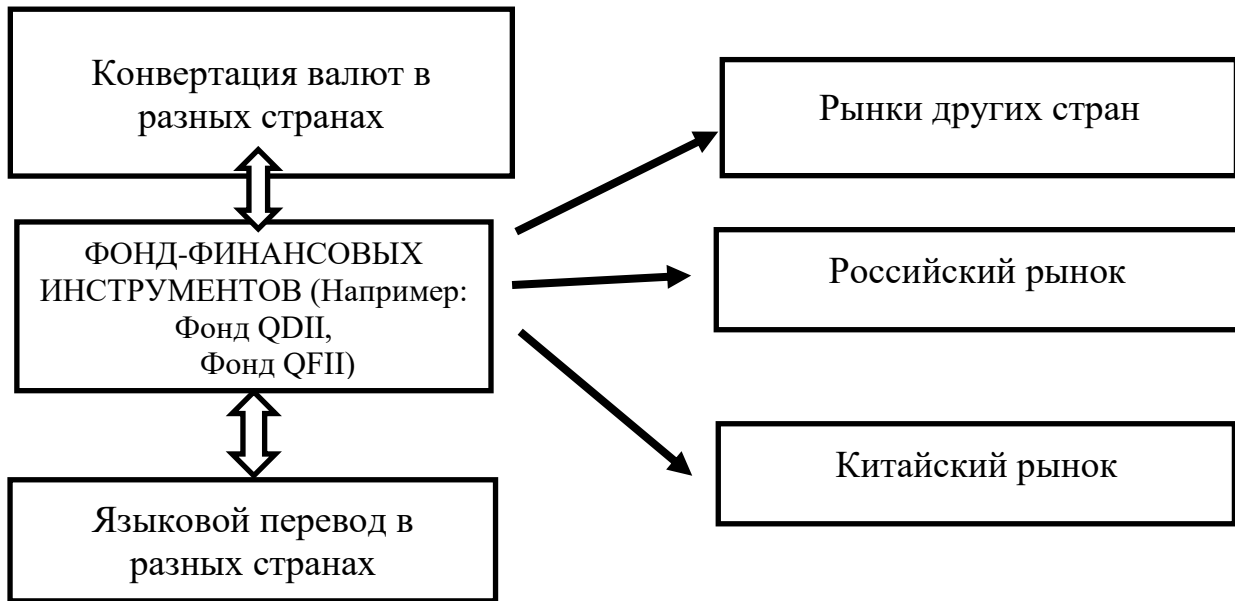 Конвертация валют в
разных странах
ФОНД-ФИНАНСОВЫХ
ИНСТРУМЕНТОВ (Например:
Фонд QDII,
Фонд QFII)
Языковой перевод в
разных странах
Рынки других стран
Российский рынок
Китайский рынок